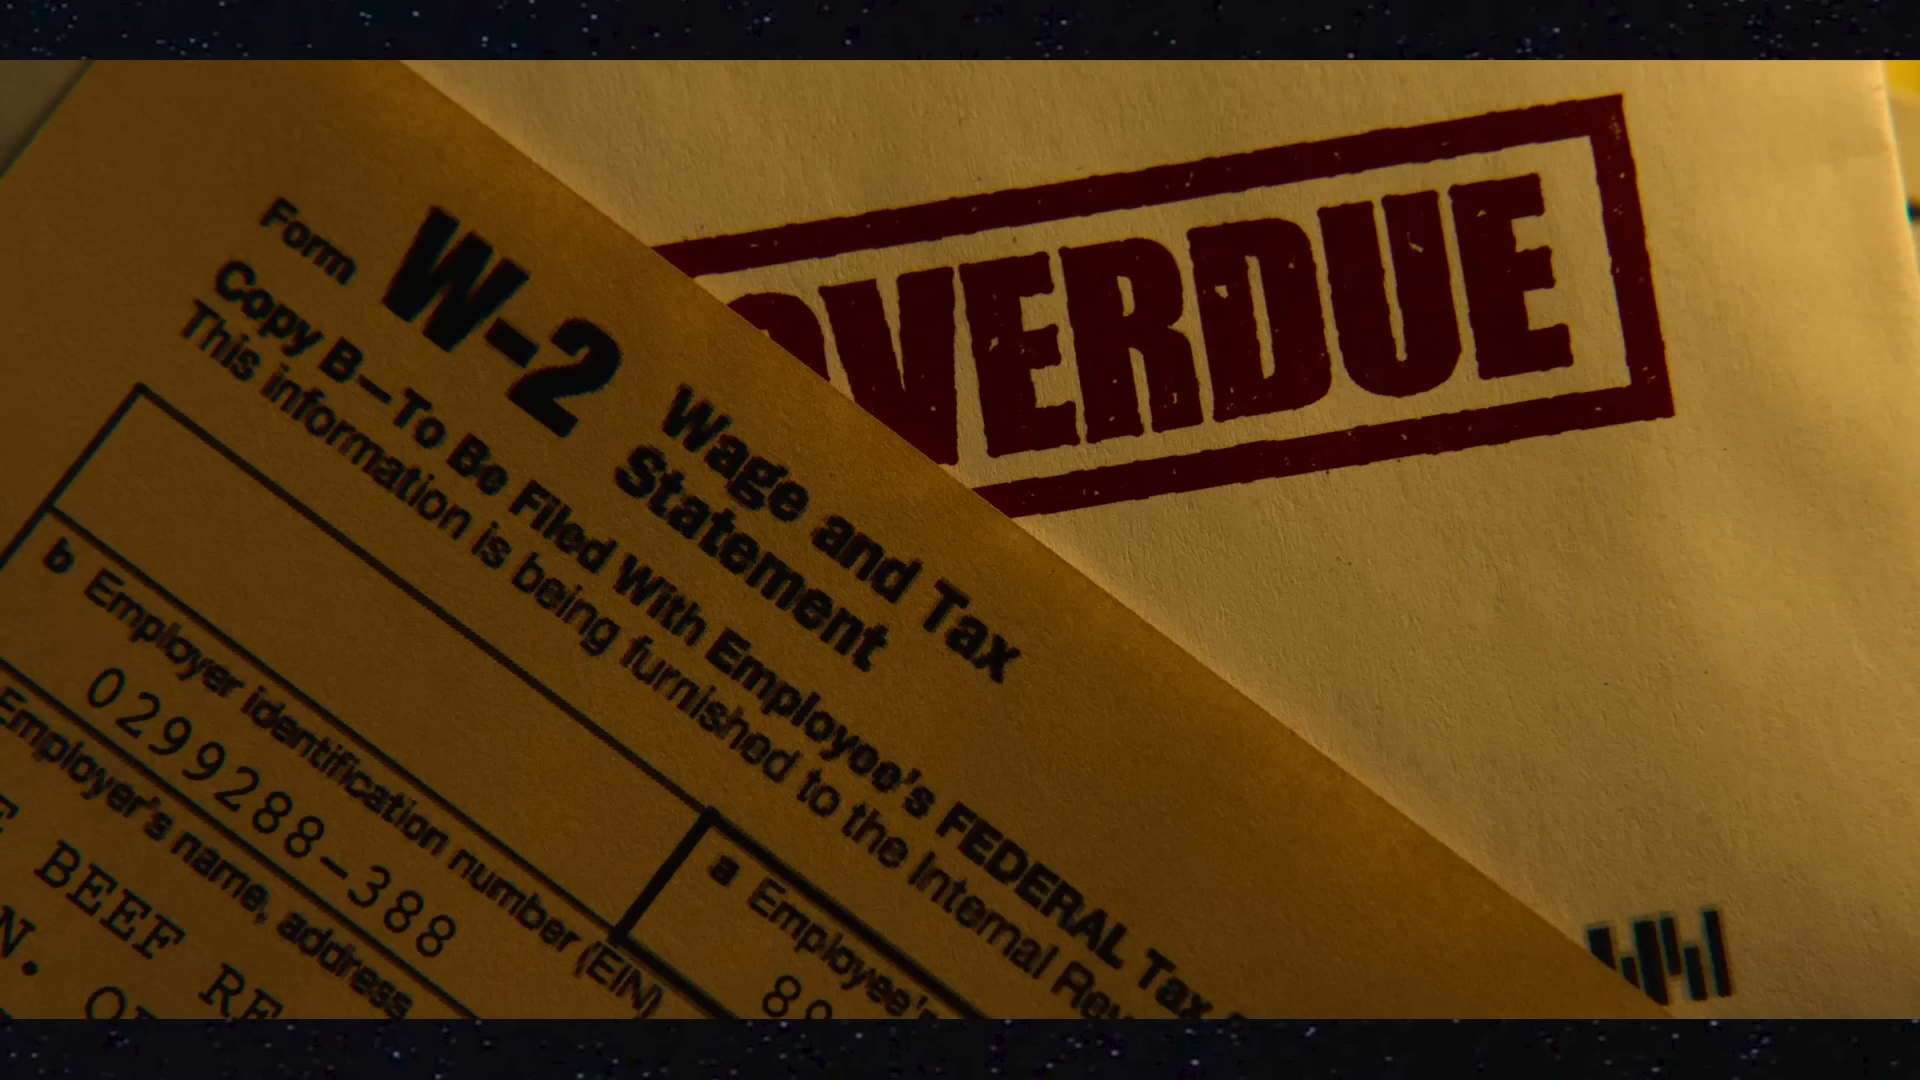 Form W-2 Wage and Tax
Statement
Copy B—To Be Filed With Employee's FEDERAL Tax
This information is being furnished to the Internal
OVERDUE
b Employer identification number (EIN)
0299288-388
a Employee's
89
Employer's name, address
BEEF
N.